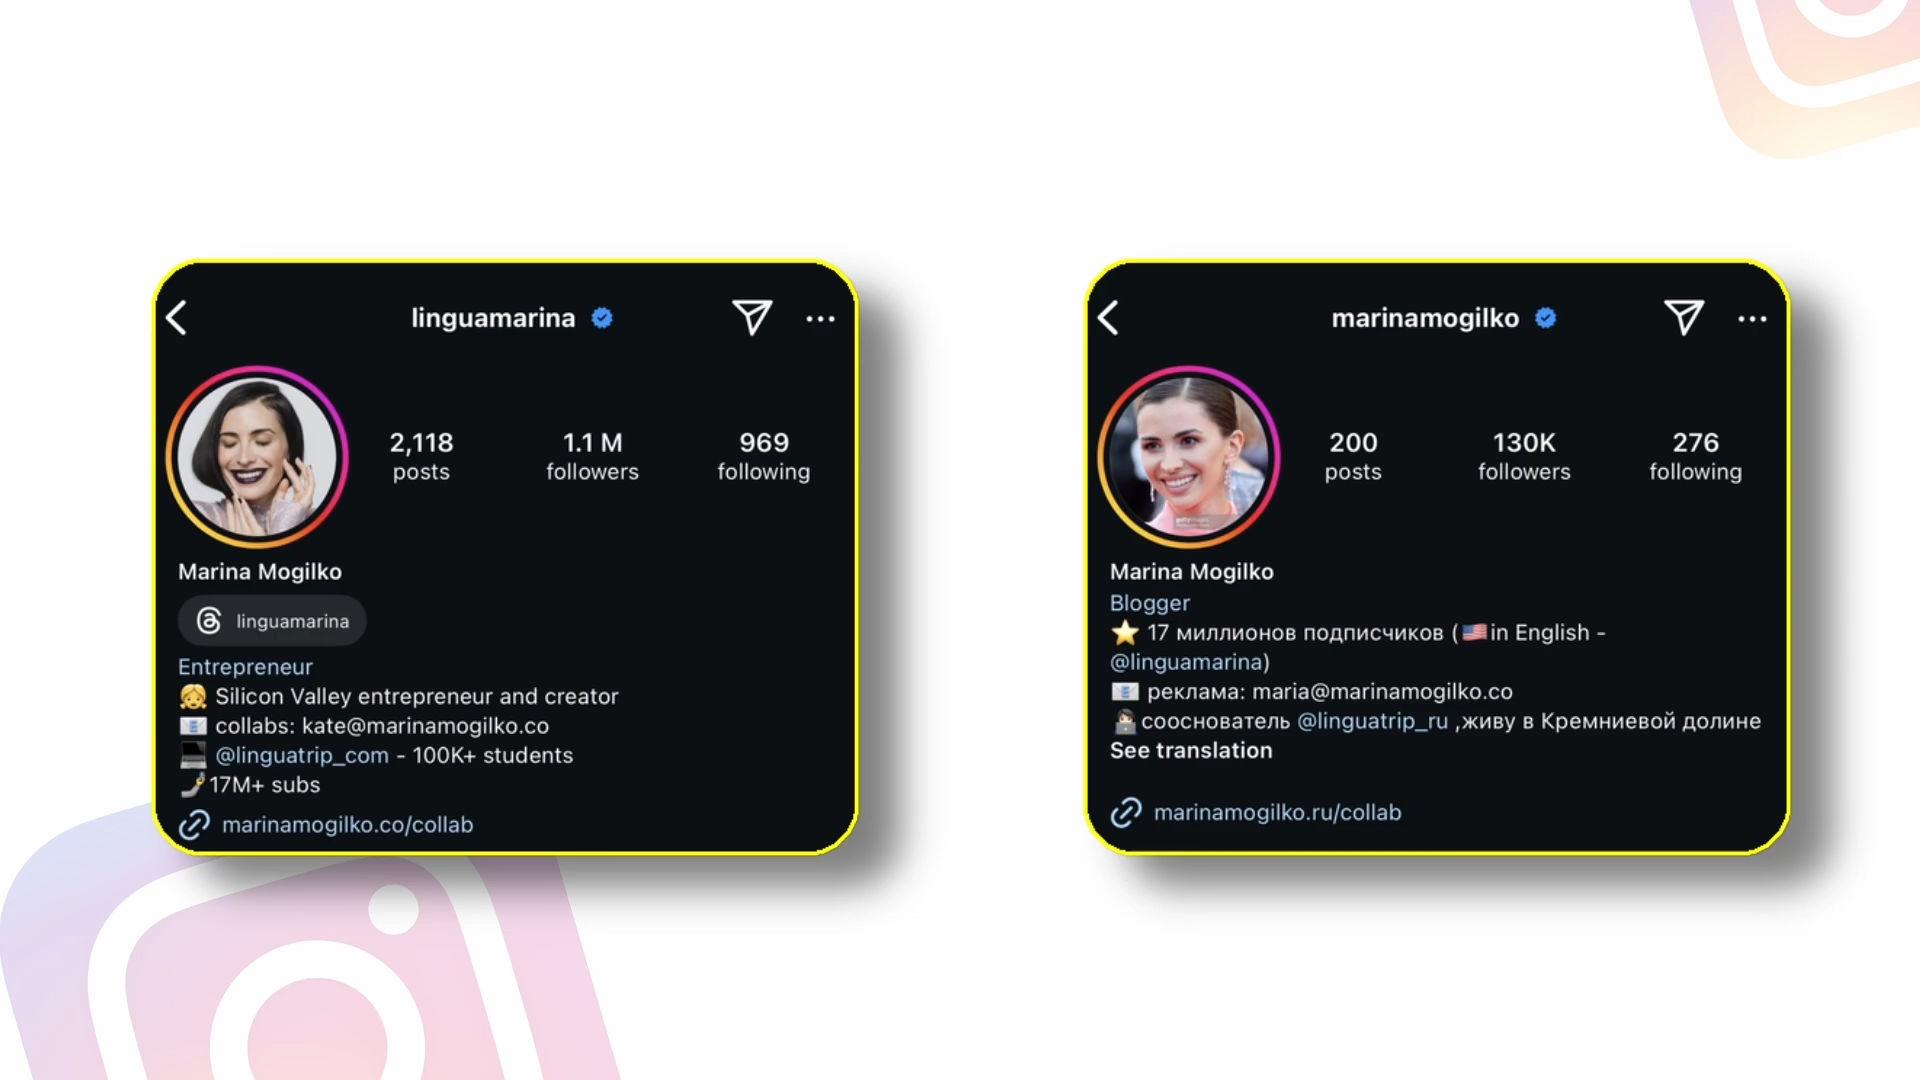 linguamarina
2,118 1.1 M 969
posts followers following
Marina Mogilko
linguamarina
Entrepreneur
👧 Silicon Valley entrepreneur and creator
📧 collabs: kate@marinamogilko.co
💻 @linguatrip_com - 100K+ students
🤳17M+ subs
marinamogilko.co/collab
marinamogilko
200 130K 276
posts followers following
Marina Mogilko
Blogger
⭐ 17 миллионов подписчиков (🇺🇸in English -
@linguamarina)
📧 реклама: maria@marinamogilko.co
👩🏻‍💻сооснователь @linguatrip_ru ,живу в Кремниевой долине
See translation
marinamogilko.ru/collab